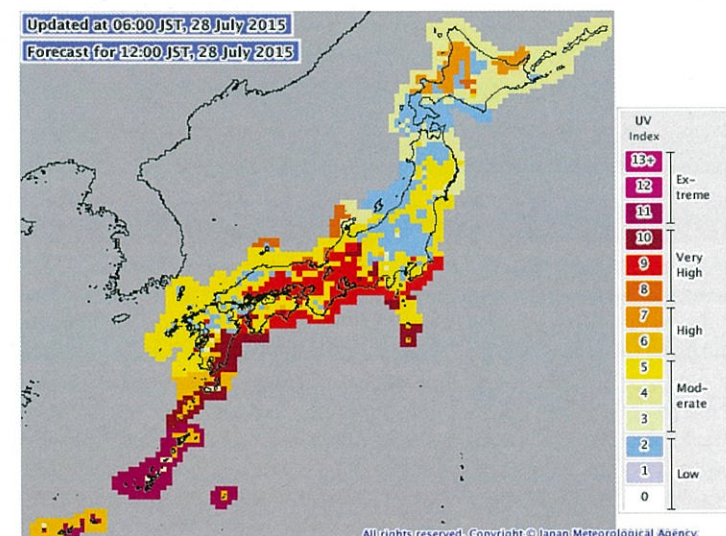 Updated at 06:00 JST, 28 July 2015
Forecast for 12:00 JST, 28 July 2015
UV
Index
13+
12
11
Ex-
treme
10
9
8
Very
High
7
6
High
5
4
3
Mod-
erate
2
1
0
Low
All rights reserved. Copyright © Japan Meteorological Agency.